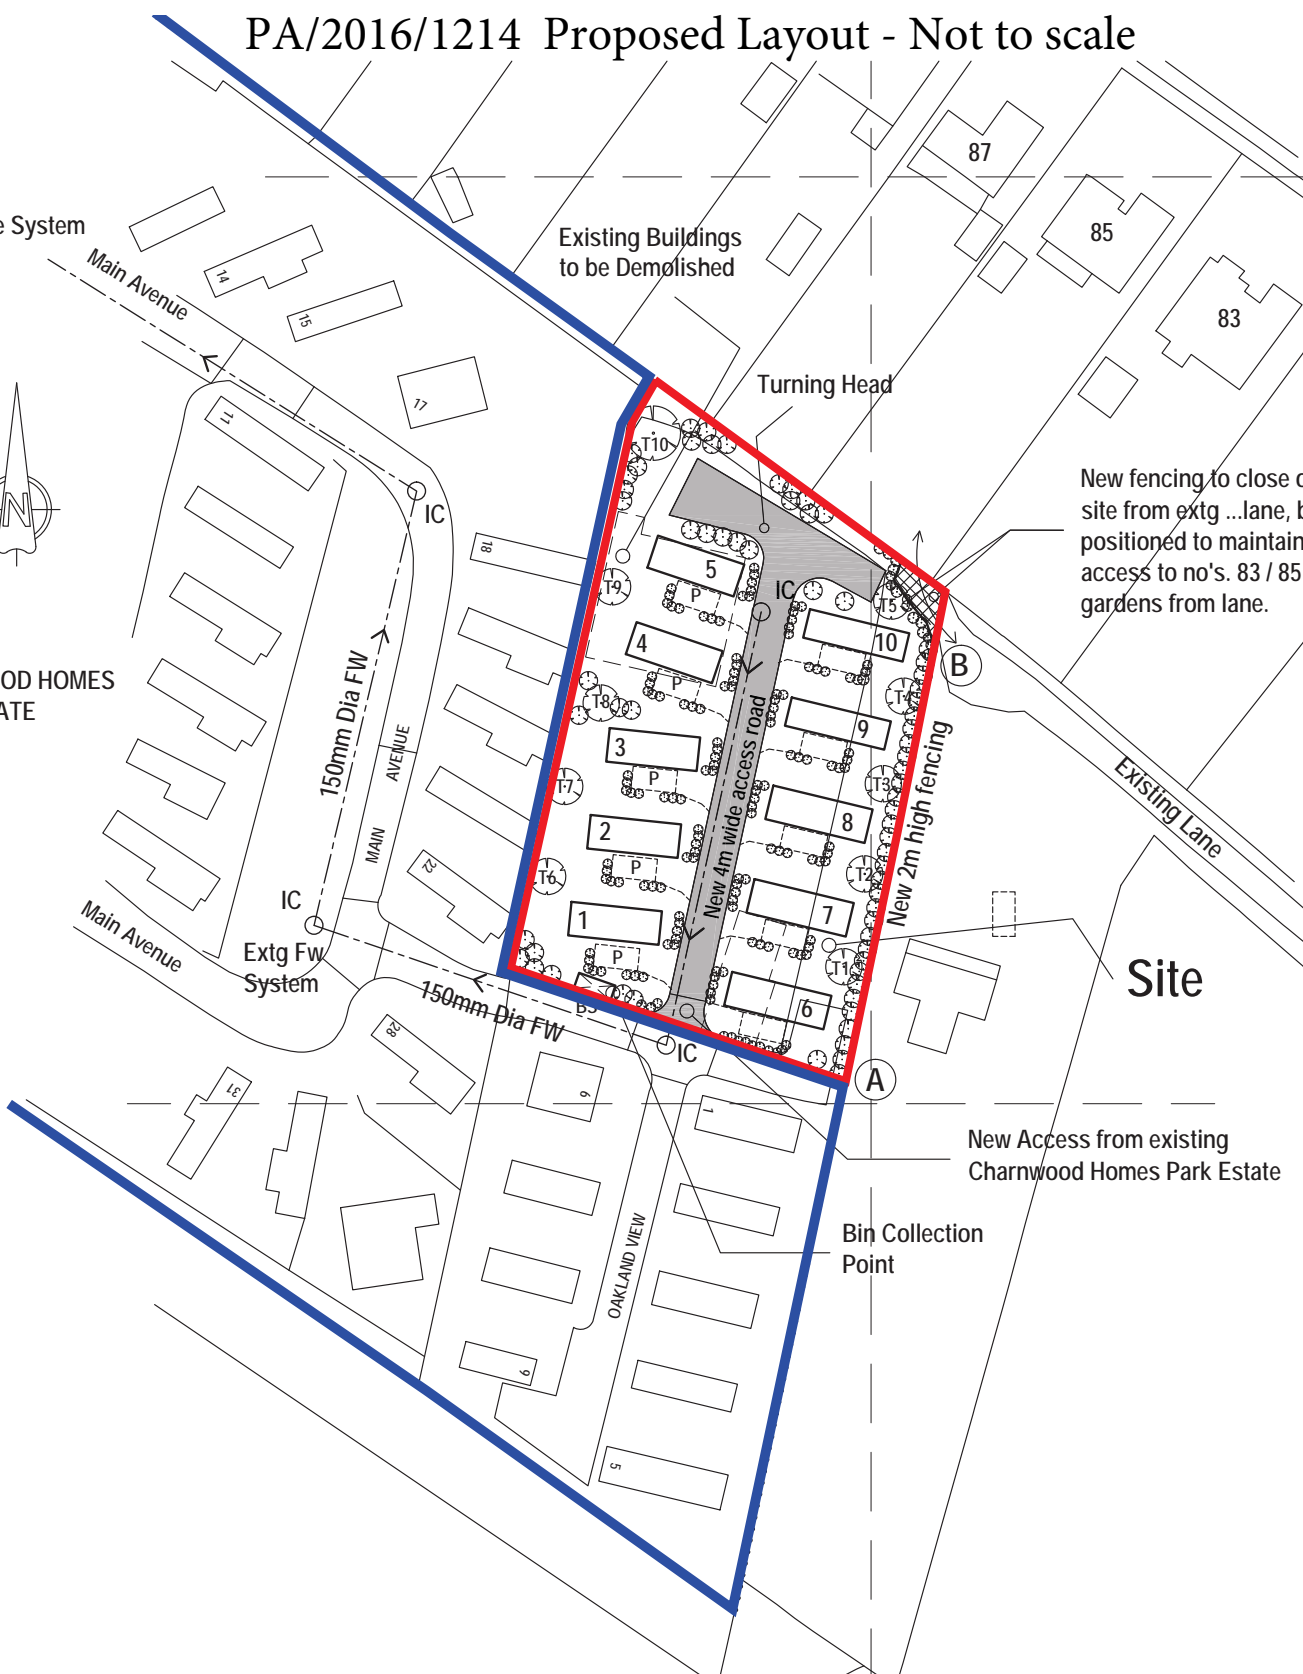 PA/2016/1214 Proposed Layout - Not to scale
87
85
83
e System
Main Avenue
Existing Buildings
to be Demolished
14
15
17
11
Turning Head
T10
IC
N
New fencing to close o
site from extg ...lane, b
positioned to maintain
access to no's. 83 / 85
gardens from lane.
18
5
P
T9
IC
T5
10
B
4
P
T8
T4
OOD HOMES
ATE
150mm Dia FW
MAIN
AVENUE
3
P
T7
9
New 4m wide access road
T3
New 2m high fencing
Existing Lane
2
P
T6
8
T2
22
IC
Main Avenue
Extg Fw
System
1
P
7
T1
Site
BS
150mm Dia FW
6
IC
A
28
31
6
1
New Access from existing
Charnwood Homes Park Estate
Bin Collection
Point
OAKLAND VIEW
9
5